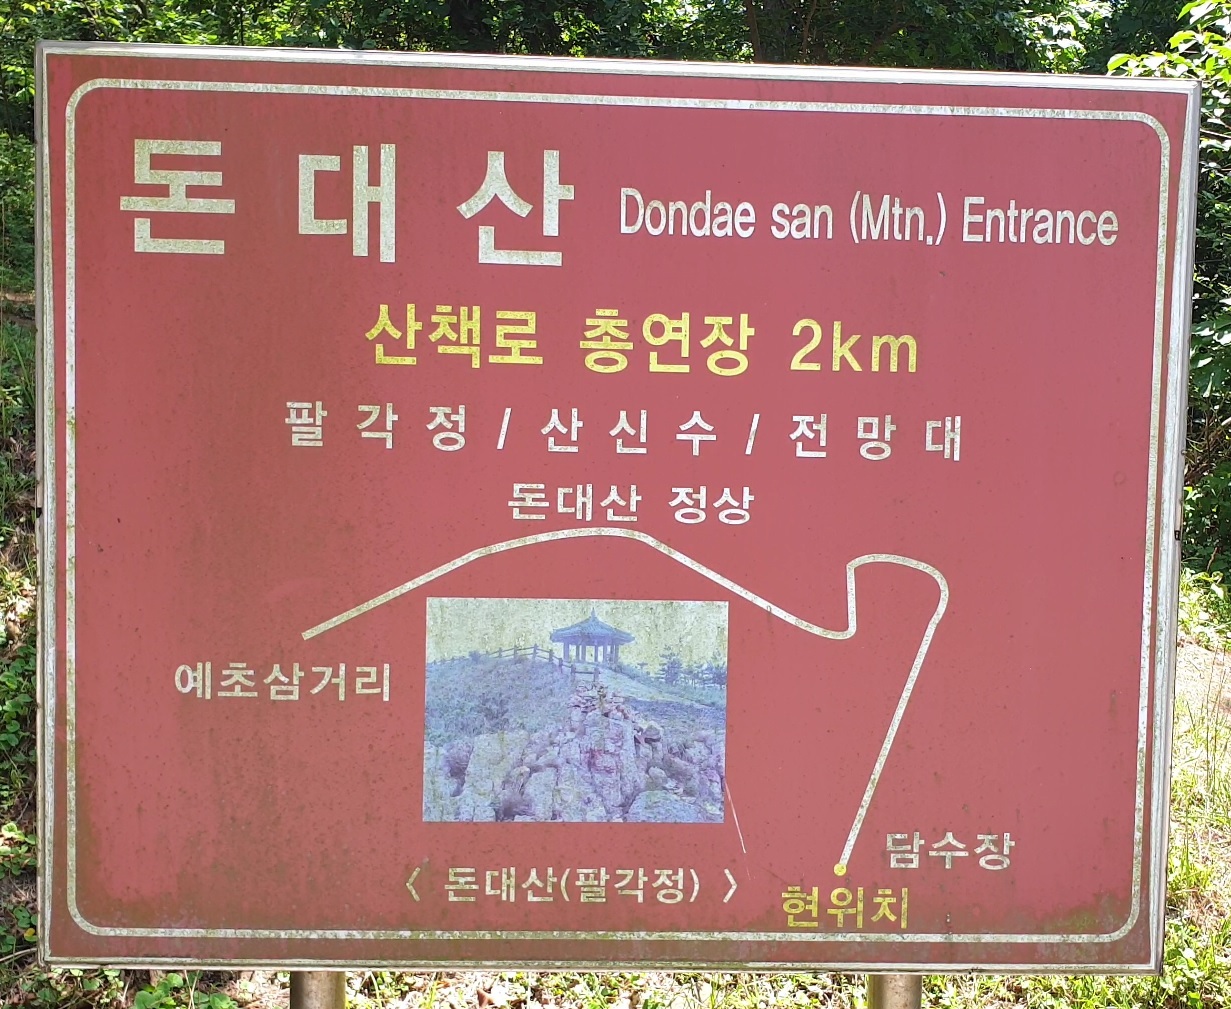 돈대산 Dondae san (Mtn.) Entrance
산책로 총연장 2km
팔각정 / 산신수 / 전망대
돈대산 정상
예초삼거리
담수장
< 돈대산(팔각정) >
현위치